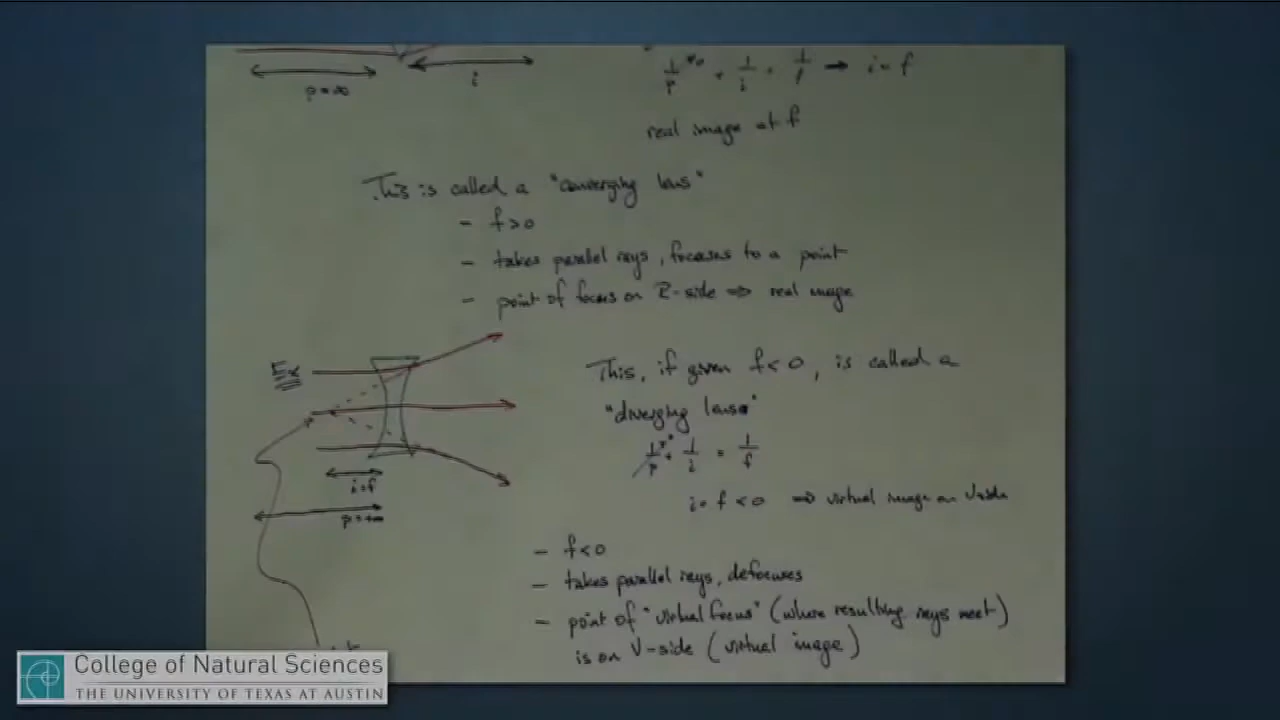 p=∞
i
1/p →0 + 1/i = 1/f ⟹ i=f
real image at f
This is called a "converging lens"
- f>0
- takes parallel rays, focuses to a point
- point of focus on R-side ⟹ real image
Ex
This, if given f<0, is called a
"diverging lens"
1/p →0 + 1/i = 1/f
i=f
i=f<0 ⟹ virtual image on V-side
p=+∞
- f<0
- takes parallel rays, defocuses
- point of "virtual focus" (where resulting rays meet)
is on V-side (virtual image)
College of Natural Sciences
THE UNIVERSITY OF TEXAS AT AUSTIN